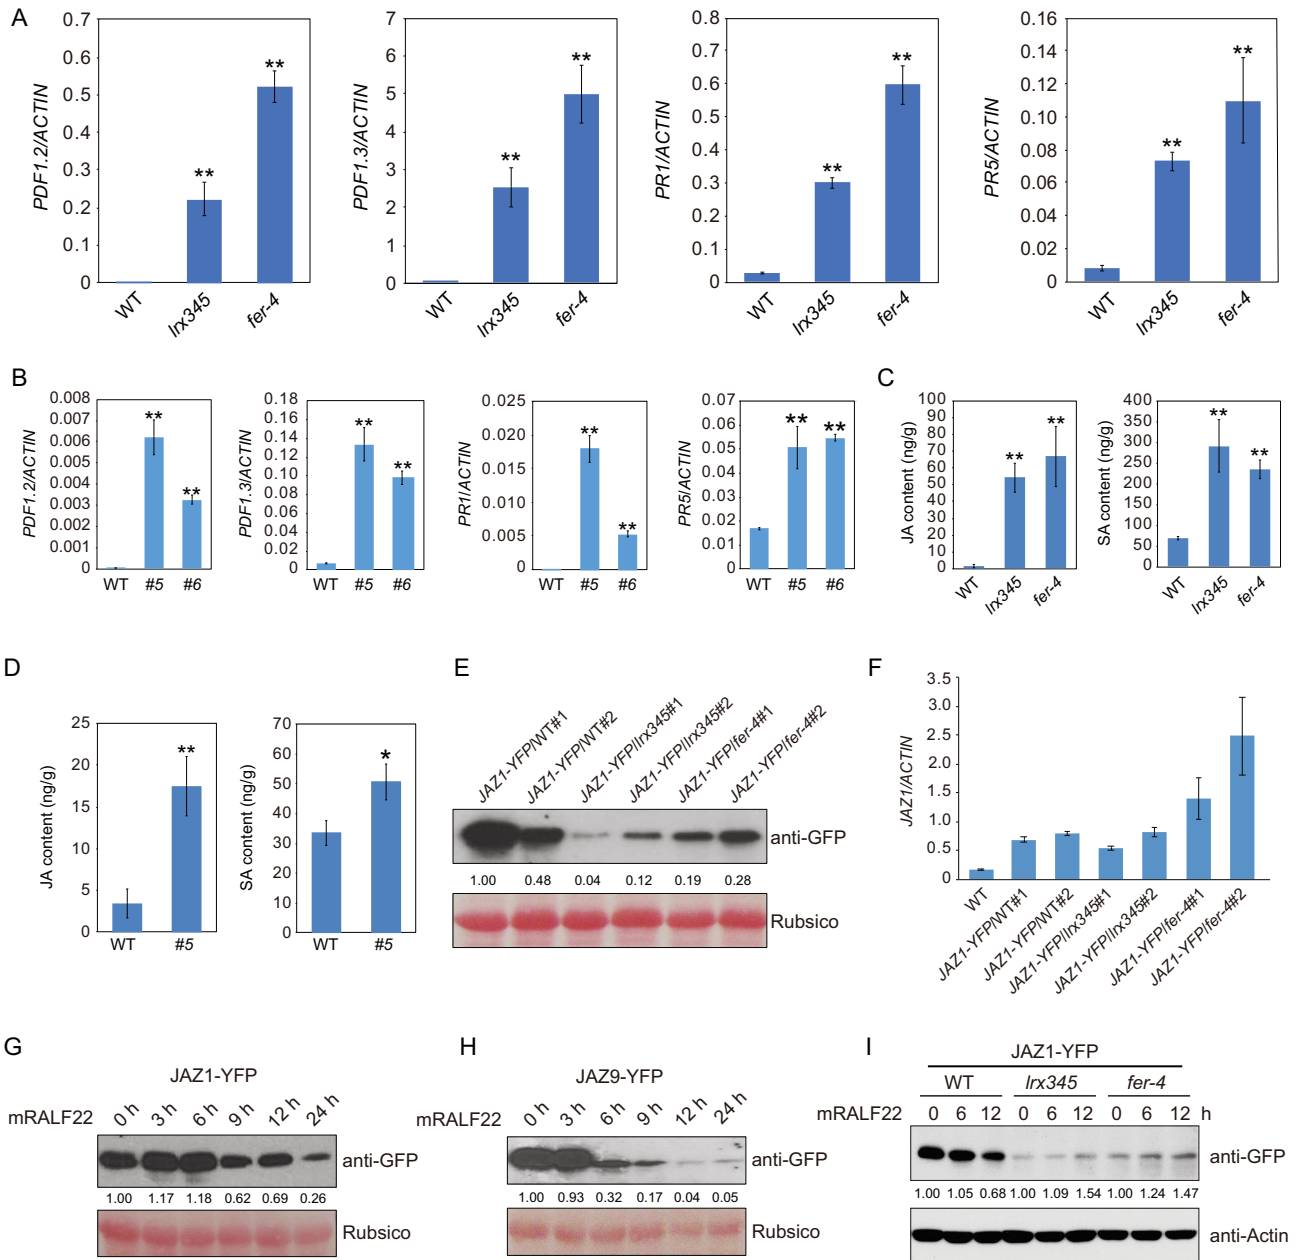 A
0.7
0.6
0.5
0.4
0.3
0.2
0.1
0
PDF1.2/ACTIN
**
**
WT
lrx345
fer-4
7
6
5
4
3
2
1
0
PDF1.3/ACTIN
**
**
WT
lrx345
fer-4
0.8
0.7
0.6
0.5
0.4
0.3
0.2
0.1
0
PR1/ACTIN
**
**
WT
lrx345
fer-4
0.16
0.14
0.12
0.10
0.08
0.06
0.04
0.02
0
PR5/ACTIN
**
**
WT
lrx345
fer-4
B
0.008
0.007
0.006
0.005
0.004
0.003
0.002
0.001
0
PDF1.2/ACTIN
**
**
WT #5 #6
0.18
0.16
0.14
0.12
0.10
0.08
0.06
0.04
0.02
0
PDF1.3/ACTIN
**
**
WT #5 #6
0.025
0.020
0.015
0.010
0.005
0
PR1/ACTIN
**
**
WT #5 #6
0.07
0.06
0.05
0.04
0.03
0.02
0.01
0
PR5/ACTIN
** **
WT #5 #6
C
100
90
80
70
60
50
40
30
20
10
0
JA content (ng/g)
**
**
WT
lrx345
fer-4
400
350
300
250
200
150
100
50
0
SA content (ng/g)
**
**
WT
lrx345
fer-4
D
25
20
15
10
5
0
JA content (ng/g)
**
WT #5
70
60
50
40
30
20
10
0
SA content (ng/g)
*
WT #5
E
JAZ1-YFP/WT#1
JAZ1-YFP/WT#2
JAZ1-YFP/lrx345#1
JAZ1-YFP/lrx345#2
JAZ1-YFP/fer-4#1
JAZ1-YFP/fer-4#2
anti-GFP
1.00 0.48 0.04 0.12 0.19 0.28
Rubsico
F
3.5
3.0
2.5
2.0
1.5
1.0
0.5
0
JAZ1//ACTIN
WT
JAZ1-YFP/WT#1
JAZ1-YFP/WT#2
JAZ1-YFP/lrx345#1
JAZ1-YFP/lrx345#2
JAZ1-YFP/fer-4#1
JAZ1-YFP/fer-4#2
G
JAZ1-YFP
mRALF22 0 h 3 h 6 h 9 h 12 h 24 h
anti-GFP
1.00 1.17 1.18 0.62 0.69 0.26
Rubsico
H
JAZ9-YFP
mRALF22 0 h 3 h 6 h 9 h 12 h 24 h
anti-GFP
1.00 0.93 0.32 0.17 0.04 0.05
Rubsico
I
JAZ1-YFP
WT lrx345 fer-4
mRALF22 0 6 12 0 6 12 0 6 12 h
anti-GFP
1.00 1.05 0.68 1.00 1.09 1.54 1.00 1.24 1.47
anti-Actin